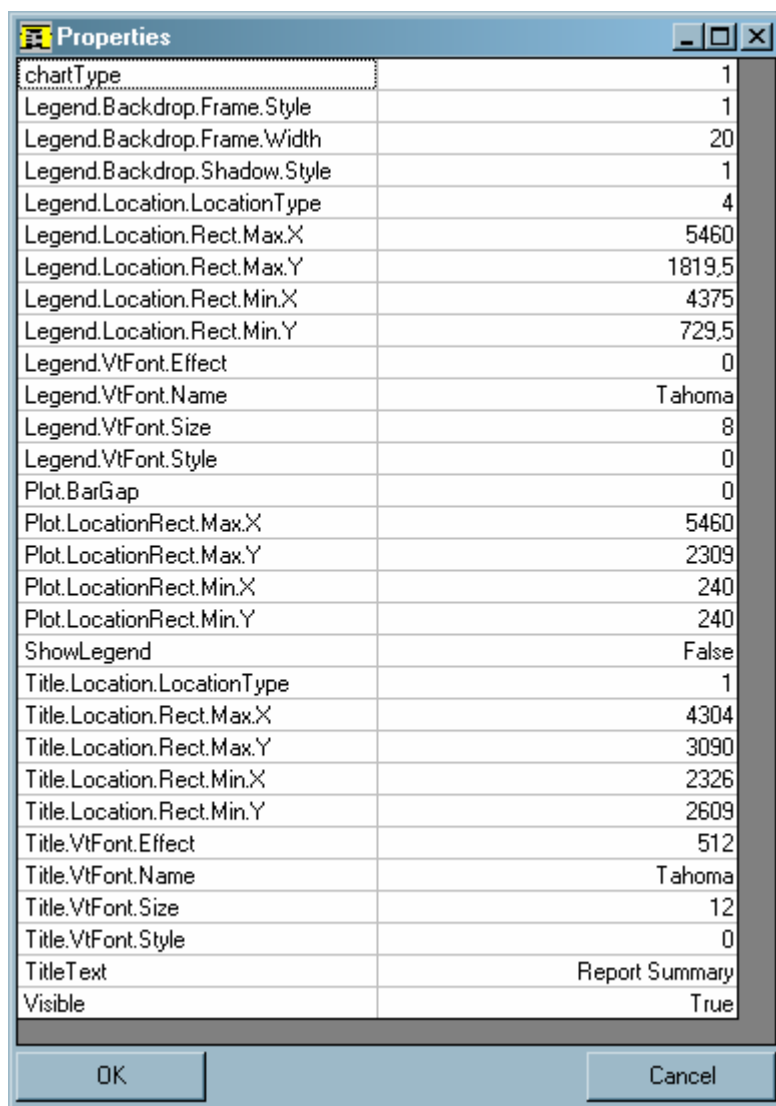 Properties
chartType 1
Legend.Backdrop.Frame.Style 1
Legend.Backdrop.Frame.Width 20
Legend.Backdrop.Shadow.Style 1
Legend.Location.LocationType 4
Legend.Location.Rect.Max.X 5460
Legend.Location.Rect.Max.Y 1819,5
Legend.Location.Rect.Min.X 4375
Legend.Location.Rect.Min.Y 729,5
Legend.VtFont.Effect 0
Legend.VtFont.Name Tahoma
Legend.VtFont.Size 8
Legend.VtFont.Style 0
Plot.BarGap 0
Plot.LocationRect.Max.X 5460
Plot.LocationRect.Max.Y 2309
Plot.LocationRect.Min.X 240
Plot.LocationRect.Min.Y 240
ShowLegend False
Title.Location.LocationType 1
Title.Location.Rect.Max.X 4304
Title.Location.Rect.Max.Y 3090
Title.Location.Rect.Min.X 2326
Title.Location.Rect.Min.Y 2609
Title.VtFont.Effect 512
Title.VtFont.Name Tahoma
Title.VtFont.Size 12
Title.VtFont.Style 0
TitleText Report Summary
Visible True
OK Cancel